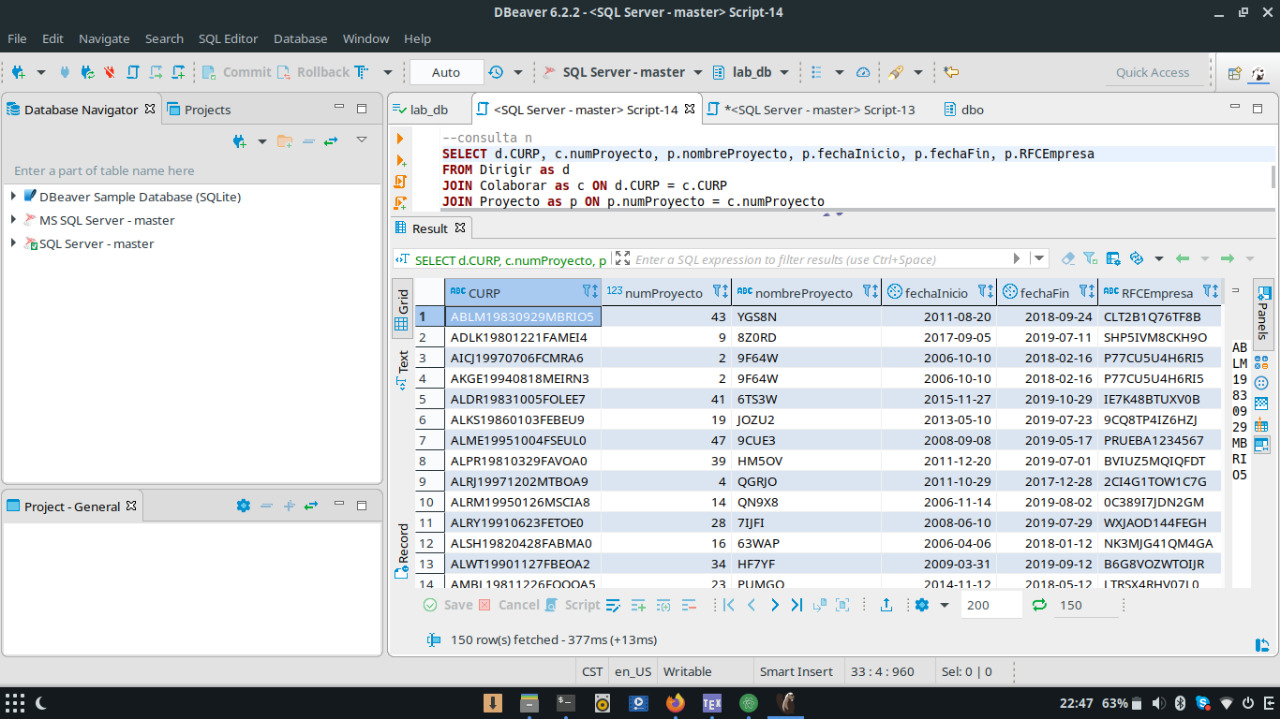 DBeaver 6.2.2 - <SQL Server - master> Script-14
File Edit Navigate Search SQL Editor Database Window Help
Commit Rollback Auto SQL Server - master lab_db Quick Access
Database Navigator Projects
Enter a part of table name here
DBeaver Sample Database (SQLite)
MS SQL Server - master
SQL Server - master
Project - General
lab_db <SQL Server - master> Script-14 *<SQL Server - master> Script-13 dbo
--consulta n
SELECT d.CURP, c.numProyecto, p.nombreProyecto, p.fechaInicio, p.fechaFin, p.RFCEmpresa
FROM Dirigir as d
JOIN Colaborar as c ON d.CURP = c.CURP
JOIN Proyecto as p ON p.numProyecto = c.numProyecto
Result
SELECT d.CURP, c.numProyecto, p Enter a SQL expression to filter results (use Ctrl+Space)
Grid
Text
Record
ABC CURP 123 numProyecto ABC nombreProyecto fechaInicio fechaFin ABC RFCEmpresa
1 ABLM19830929MBRIO5 43 YGS8N 2011-08-20 2018-09-24 CLT2B1Q76TF8B
2 ADLK19801221FAMEI4 9 8Z0RD 2017-09-05 2019-07-11 SHP5IVM8CKH9O
3 AICJ19970706FCMRA6 2 9F64W 2006-10-10 2018-02-16 P77CU5U4H6RI5
4 AKGE19940818MEIRN3 2 9F64W 2006-10-10 2018-02-16 P77CU5U4H6RI5
5 ALDR19831005FOLEE7 41 6TS3W 2015-11-27 2019-10-29 IE7K48BTUXV0B
6 ALKS19860103FEBEU9 19 JOZU2 2013-05-10 2019-07-23 9CQ8TP4IZ6HZJ
7 ALME19951004FSEUL0 47 9CUE3 2008-09-08 2019-05-17 PRUEBA1234567
8 ALPR19810329FAVOA0 39 HM5OV 2011-12-20 2019-07-01 BVIUZ5MQIQFDT
9 ALRJ19971202MTBOA9 4 QGRJO 2011-10-29 2017-12-28 2CI4G1TOW1C7G
10 ALRM19950126MSCIA8 14 QN9X8 2006-11-14 2019-08-02 0C389I7JDN2GM
11 ALRY19910623FETOE0 28 7IJFI 2008-06-10 2019-07-29 WXJAOD144FEGH
12 ALSH19820428FABMA0 16 63WAP 2006-04-06 2018-01-12 NK3MJG41QM4GA
13 ALWT19901127FBEOA2 34 HF7YF 2009-03-31 2019-09-12 B6G8VOZWTOIJR
14 AMBL19811226FOQOA5 23 PUMGO 2014-11-12 2018-05-12 LTRSX4RHV07L0
Panels
AB
LM
19
83
09
29
MB
RI
O5
Save Cancel Script 200 150
150 row(s) fetched - 377ms (+13ms)
CST en_US Writable Smart Insert 33 : 4 : 960 Sel: 0 | 0
TEX 22:47 63%